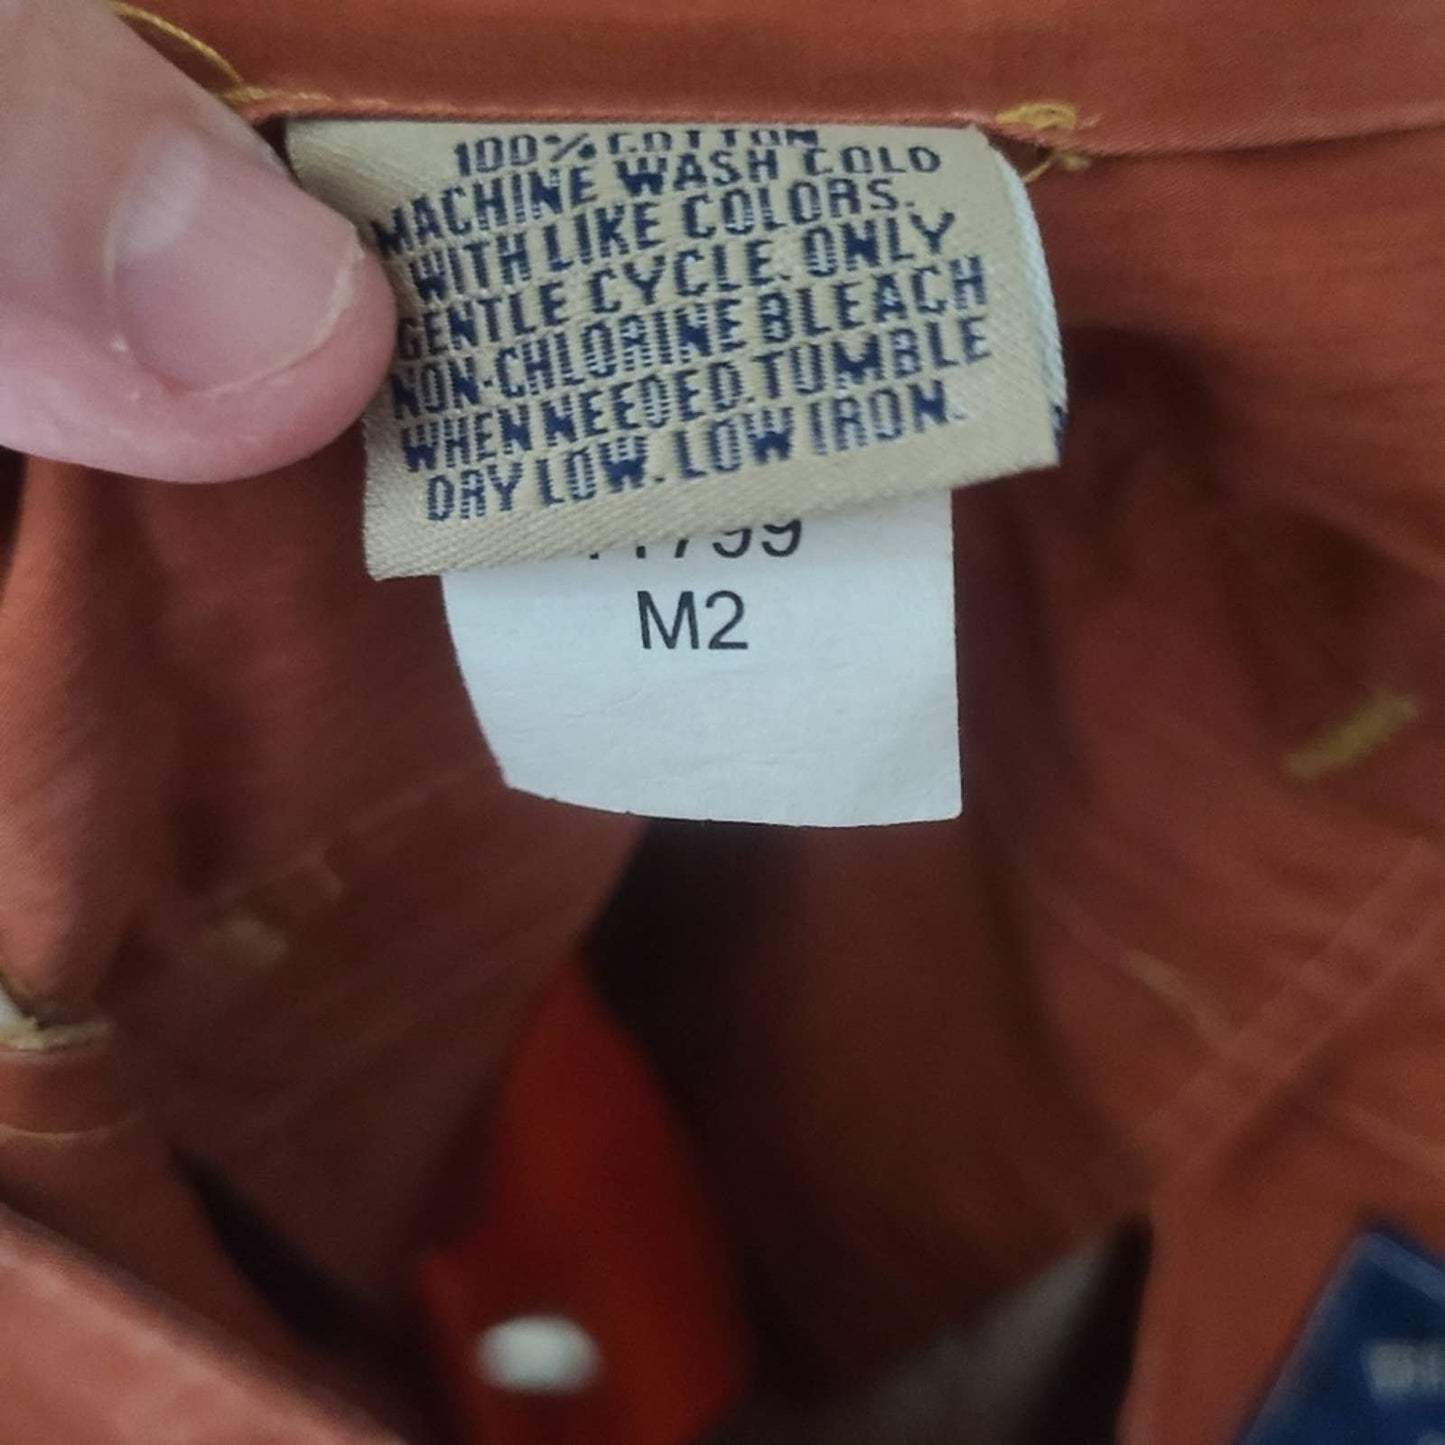 100% COTTON
MACHINE WASH COLD
WITH LIKE COLORS.
GENTLE CYCLE. ONLY
NON-CHLORINE BLEACH
WHEN NEEDED. TUMBLE
DRY LOW. LOW IRON.
M2